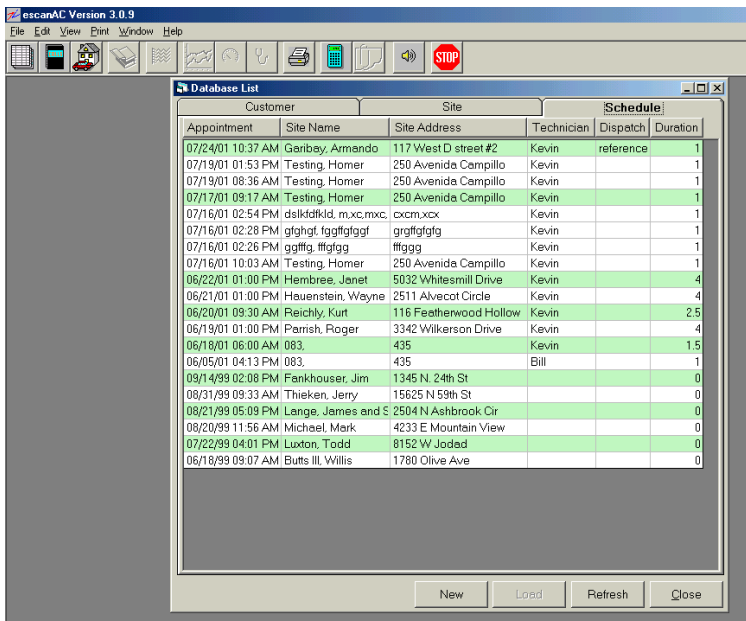 escanAC Version 3.0.9
File Edit View Print Window Help
STOP
Database List
Customer Site Schedule
Appointment Site Name Site Address Technician Dispatch Duration
07/24/01 10:37 AM Garibay, Armando 117 West D street #2 Kevin reference 1
07/19/01 01:53 PM Testing, Homer 250 Avenida Campillo Kevin 1
07/19/01 08:36 AM Testing, Homer 250 Avenida Campillo Kevin 1
07/17/01 09:17 AM Testing, Homer 250 Avenida Campillo Kevin 1
07/16/01 02:54 PM dslkfdfkld, m,xc,mxc, cxcm,xcx Kevin 1
07/16/01 02:28 PM gfghgf, fggffgfggf grgffgfgfg Kevin 1
07/16/01 02:26 PM ggfffg, fffgfgg fffggg Kevin 1
07/16/01 10:03 AM Testing, Homer 250 Avenida Campillo Kevin 1
06/22/01 01:00 PM Hembree, Janet 5032 Whitesmill Drive Kevin 4
06/21/01 01:00 PM Hauenstein, Wayne 2511 Alvecot Circle Kevin 4
06/20/01 09:30 AM Reichly, Kurt 116 Featherwood Hollow Kevin 2.5
06/19/01 01:00 PM Parrish, Roger 3342 Wilkerson Drive Kevin 4
06/18/01 06:00 AM 083, 435 Kevin 1.5
06/05/01 04:13 PM 083, 435 Bill 1
09/14/99 02:08 PM Fankhouser, Jim 1345 N. 24th St 0
08/31/99 09:33 AM Thieken, Jerry 15625 N 59th St 0
08/21/99 05:09 PM Lange, James and S 2504 N Ashbrook Cir 0
08/20/99 11:56 AM Michael, Mark 4233 E Mountain View 0
07/22/99 04:01 PM Luxton, Todd 8152 W Jodad 0
06/18/99 09:07 AM Butts III, Willis 1780 Olive Ave 0
New Load Refresh Close